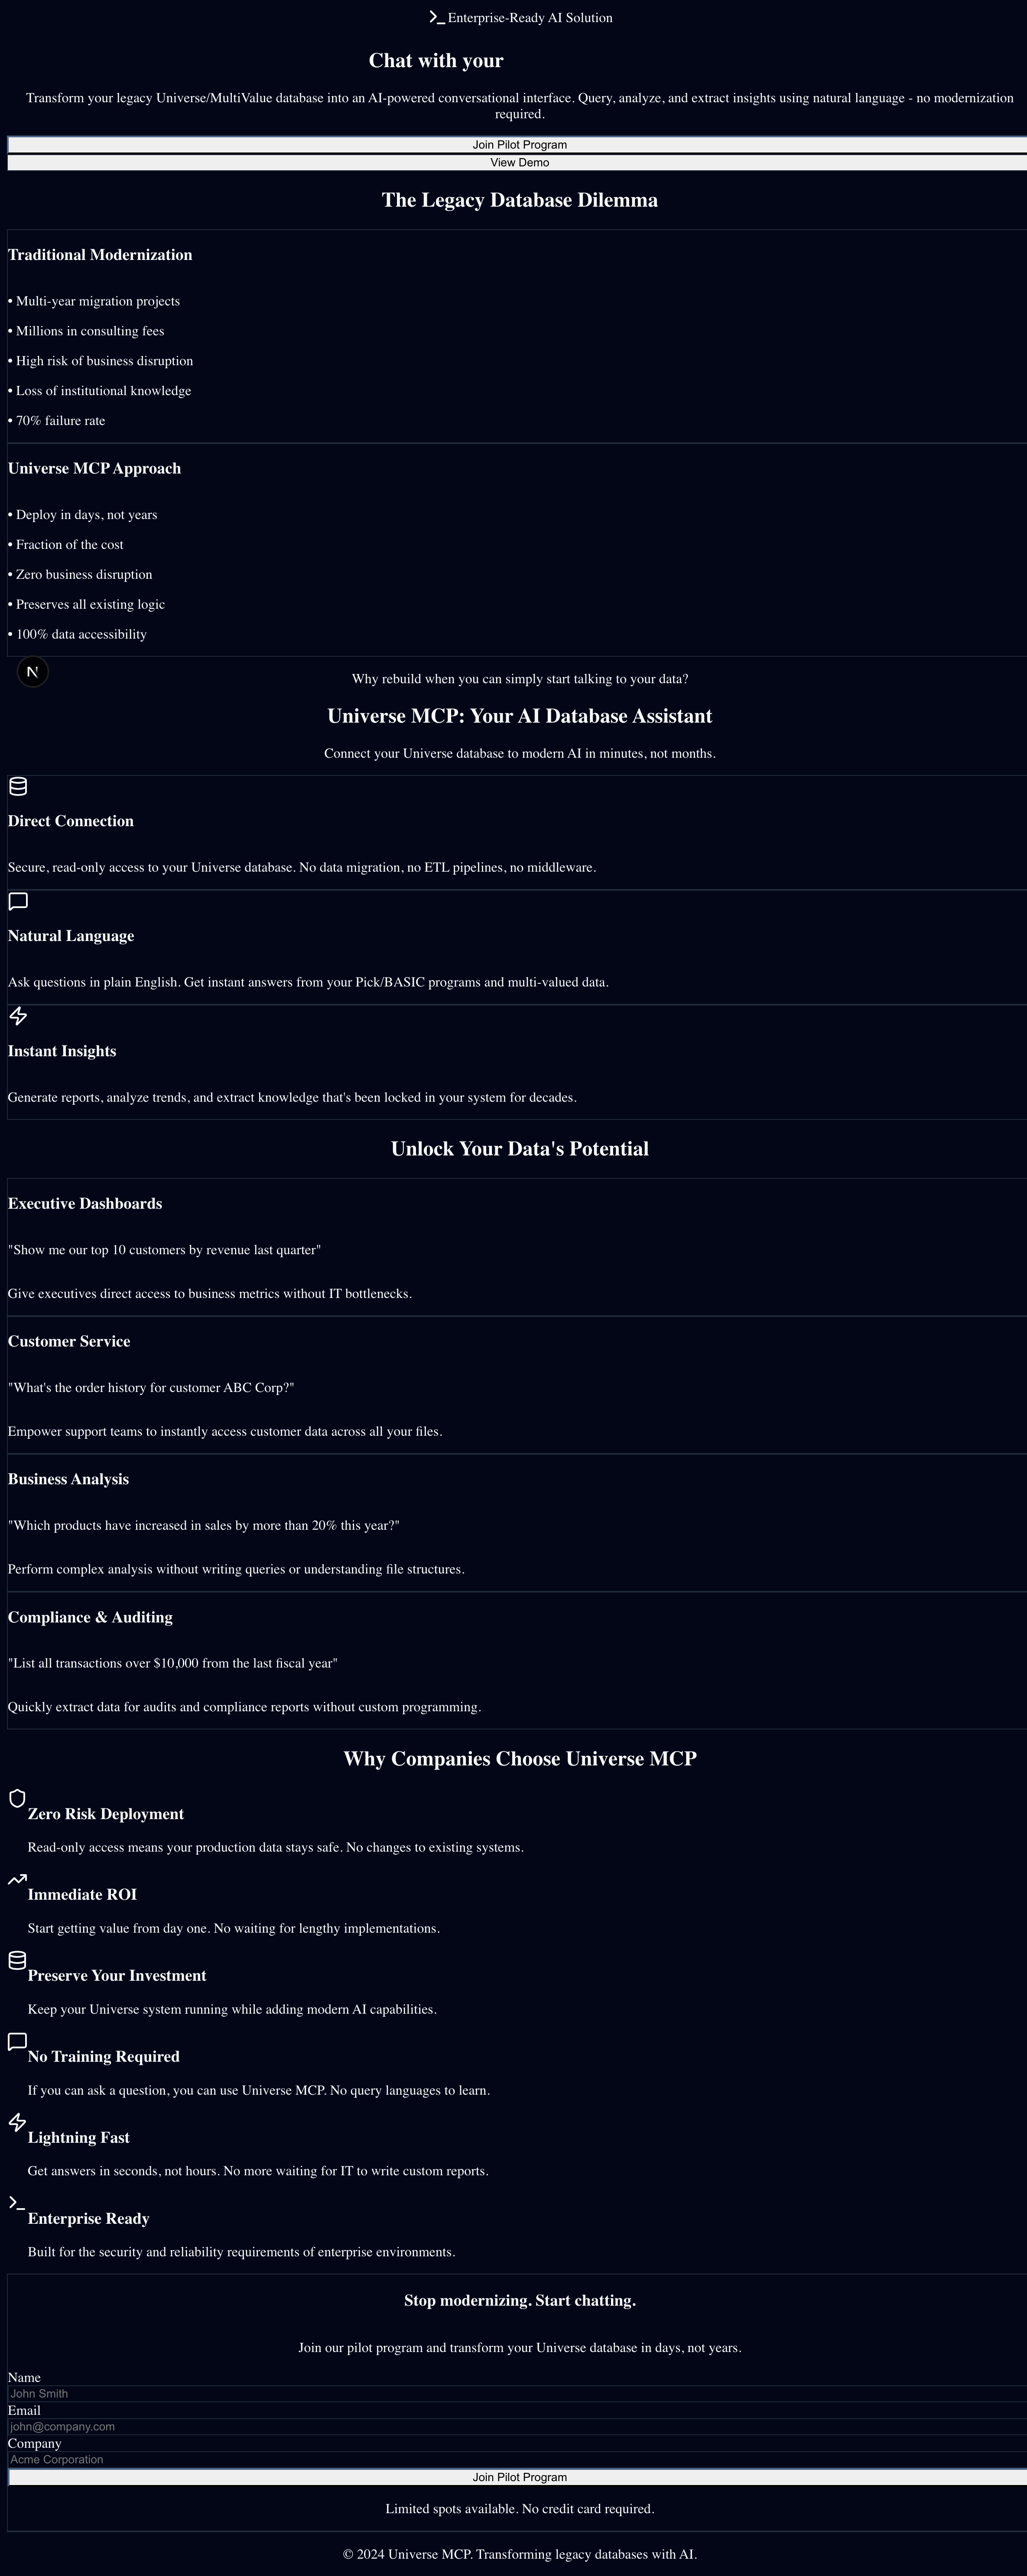 Enterprise-Ready AI Solution
Chat with your
Transform your legacy Universe/MultiValue database into an AI-powered conversational interface. Query, analyze, and extract insights using natural language - no modernization
required.
Join Pilot Program
View Demo
The Legacy Database Dilemma
Traditional Modernization
• Multi-year migration projects
• Millions in consulting fees
• High risk of business disruption
• Loss of institutional knowledge
• 70% failure rate
Universe MCP Approach
• Deploy in days, not years
• Fraction of the cost
• Zero business disruption
• Preserves all existing logic
• 100% data accessibility
N
Why rebuild when you can simply start talking to your data?
Universe MCP: Your AI Database Assistant
Connect your Universe database to modern AI in minutes, not months.
Direct Connection
Secure, read-only access to your Universe database. No data migration, no ETL pipelines, no middleware.
Natural Language
Ask questions in plain English. Get instant answers from your Pick/BASIC programs and multi-valued data.
Instant Insights
Generate reports, analyze trends, and extract knowledge that's been locked in your system for decades.
Unlock Your Data's Potential
Executive Dashboards
"Show me our top 10 customers by revenue last quarter"
Give executives direct access to business metrics without IT bottlenecks.
Customer Service
"What's the order history for customer ABC Corp?"
Empower support teams to instantly access customer data across all your files.
Business Analysis
"Which products have increased in sales by more than 20% this year?"
Perform complex analysis without writing queries or understanding file structures.
Compliance & Auditing
"List all transactions over $10,000 from the last fiscal year"
Quickly extract data for audits and compliance reports without custom programming.
Why Companies Choose Universe MCP
Zero Risk Deployment
Read-only access means your production data stays safe. No changes to existing systems.
Immediate ROI
Start getting value from day one. No waiting for lengthy implementations.
Preserve Your Investment
Keep your Universe system running while adding modern AI capabilities.
No Training Required
If you can ask a question, you can use Universe MCP. No query languages to learn.
Lightning Fast
Get answers in seconds, not hours. No more waiting for IT to write custom reports.
Enterprise Ready
Built for the security and reliability requirements of enterprise environments.
Stop modernizing. Start chatting.
Join our pilot program and transform your Universe database in days, not years.
Name
John Smith
Email
john@company.com
Company
Acme Corporation
Join Pilot Program
Limited spots available. No credit card required.
© 2024 Universe MCP. Transforming legacy databases with AI.